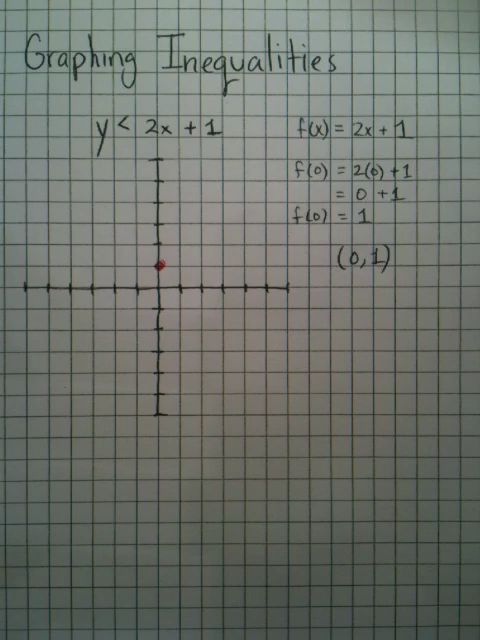 Graphing Inequalities
y < 2x + 1
f(x) = 2x + 1
f(0) = 2(0) + 1
= 0 + 1
f(0) = 1
(0,1)